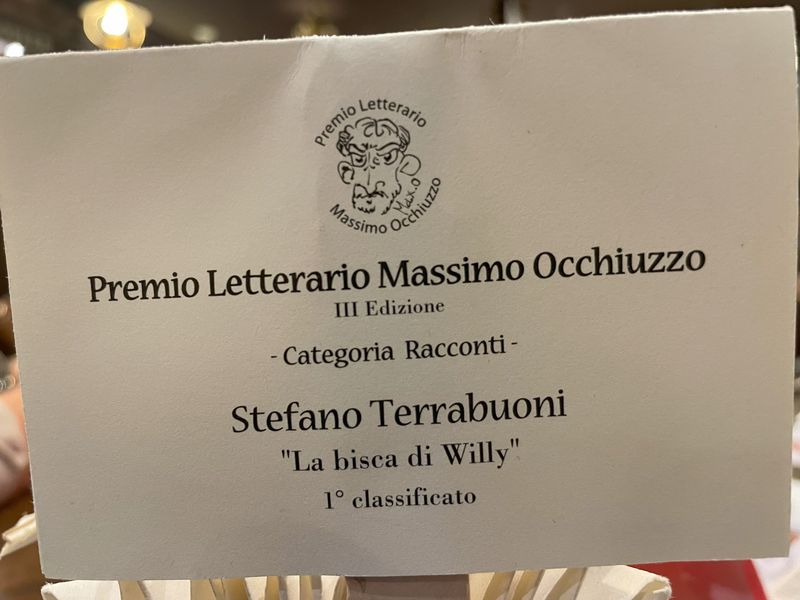 Premio Letterario
Max.o
Massimo Occhiuzzo
Premio Letterario Massimo Occhiuzzo
III Edizione
- Categoria Racconti -
Stefano Terrabuoni
"La bisca di Willy"
1° classificato